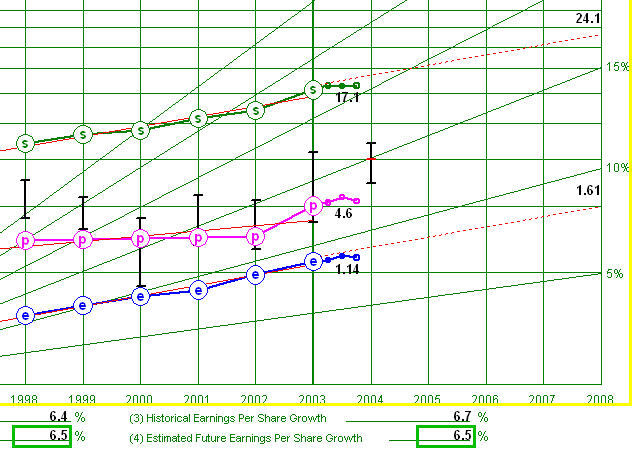 24.1
15%
s s s s s s
17.1
10%
1.61
p p p p p p
4.6
e e e e e e
1.14
5%
1998 1999 2000 2001 2002 2003 2004 2005 2006 2007 2008
6.4 % (3) Historical Earnings Per Share Growth 6.7 %
6.5 % (4) Estimated Future Earnings Per Share Growth 6.5 %